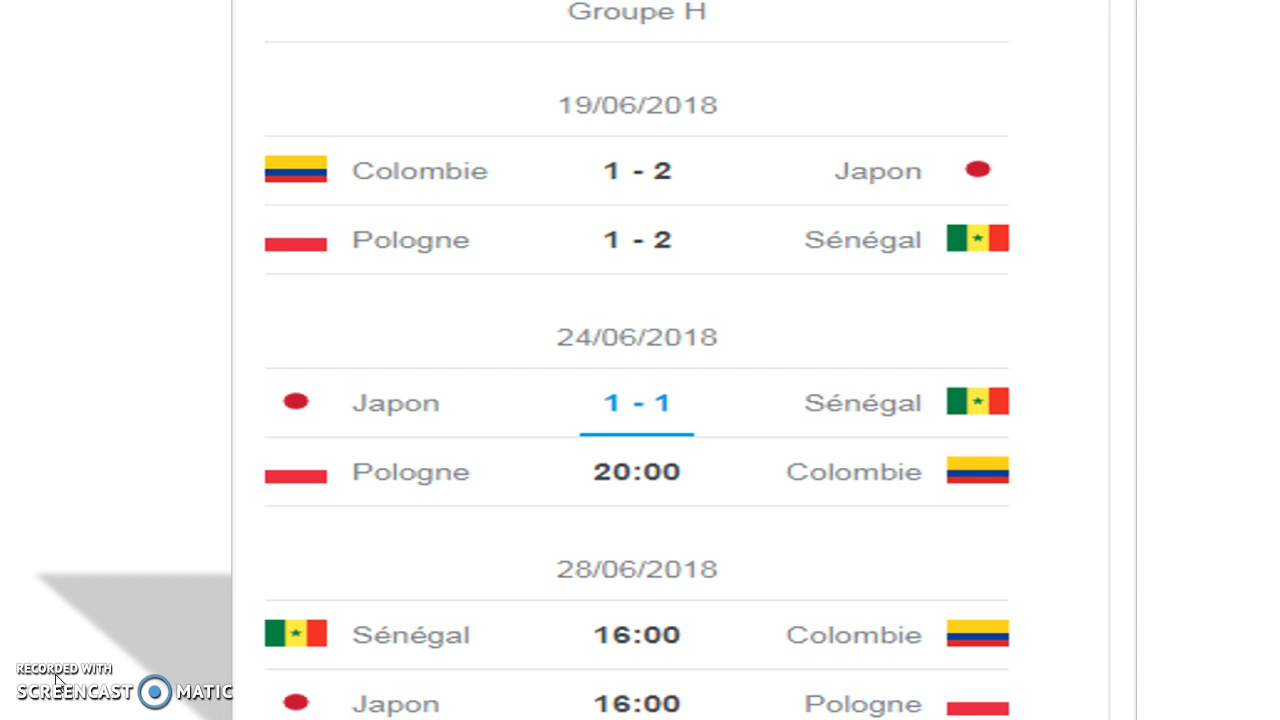 Groupe H
19/06/2018
Colombie 1 - 2 Japon
Pologne 1 - 2 Sénégal
24/06/2018
Japon 1 - 1 Sénégal
Pologne 20:00 Colombie
28/06/2018
Sénégal 16:00 Colombie
Japon 16:00 Pologne
RECORDED WITH
SCREENCAST MATIC